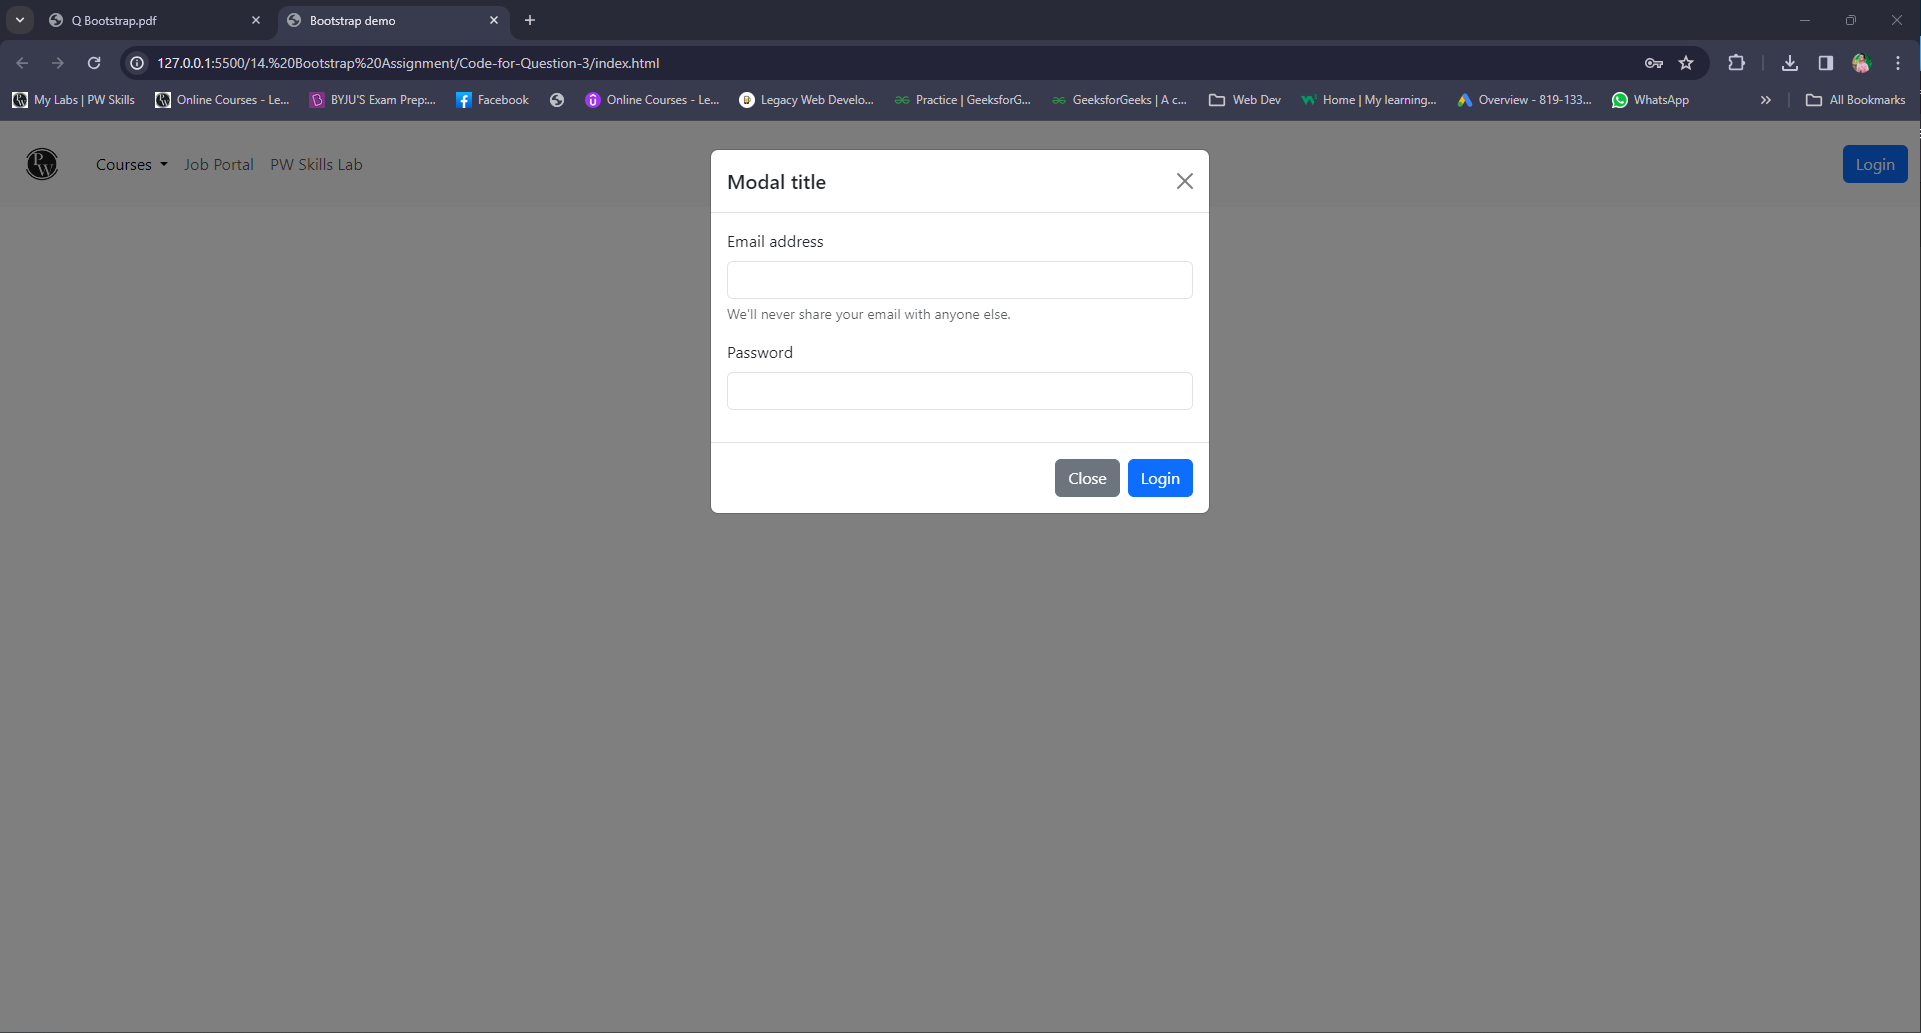 Q Bootstrap.pdf
Bootstrap demo
127.0.0.1:5500/14.%20Bootstrap%20Assignment/Code-for-Question-3/index.html
My Labs | PW Skills
Online Courses - Le...
BYJU'S Exam Prep:...
Facebook
Online Courses - Le...
Legacy Web Develo...
Practice | GeeksforG...
GeeksforGeeks | A c...
Web Dev
Home | My learning...
Overview - 819-133...
WhatsApp
All Bookmarks
PW
Courses
Job Portal
PW Skills Lab
Login
Modal title
Email address
We'll never share your email with anyone else.
Password
Close
Login